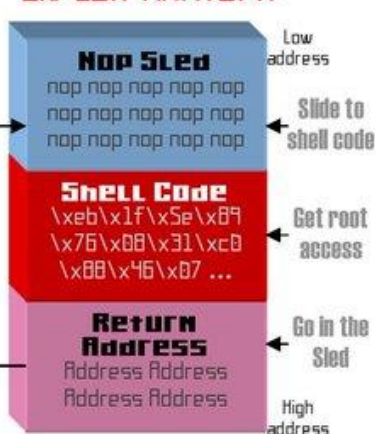 Low
address
Nop Sled
nop nop nop nop nop
nop nop nop nop nop
nop nop nop nop nop
Slide to
shell code
Shell Code
\xeb\x1f\x5e\x89
\x76\x08\x31\xc0
\x88\x46\x07 ...
Get root
access
Return
Address
Address Address
Address Address
Go in the
Sled
High
address